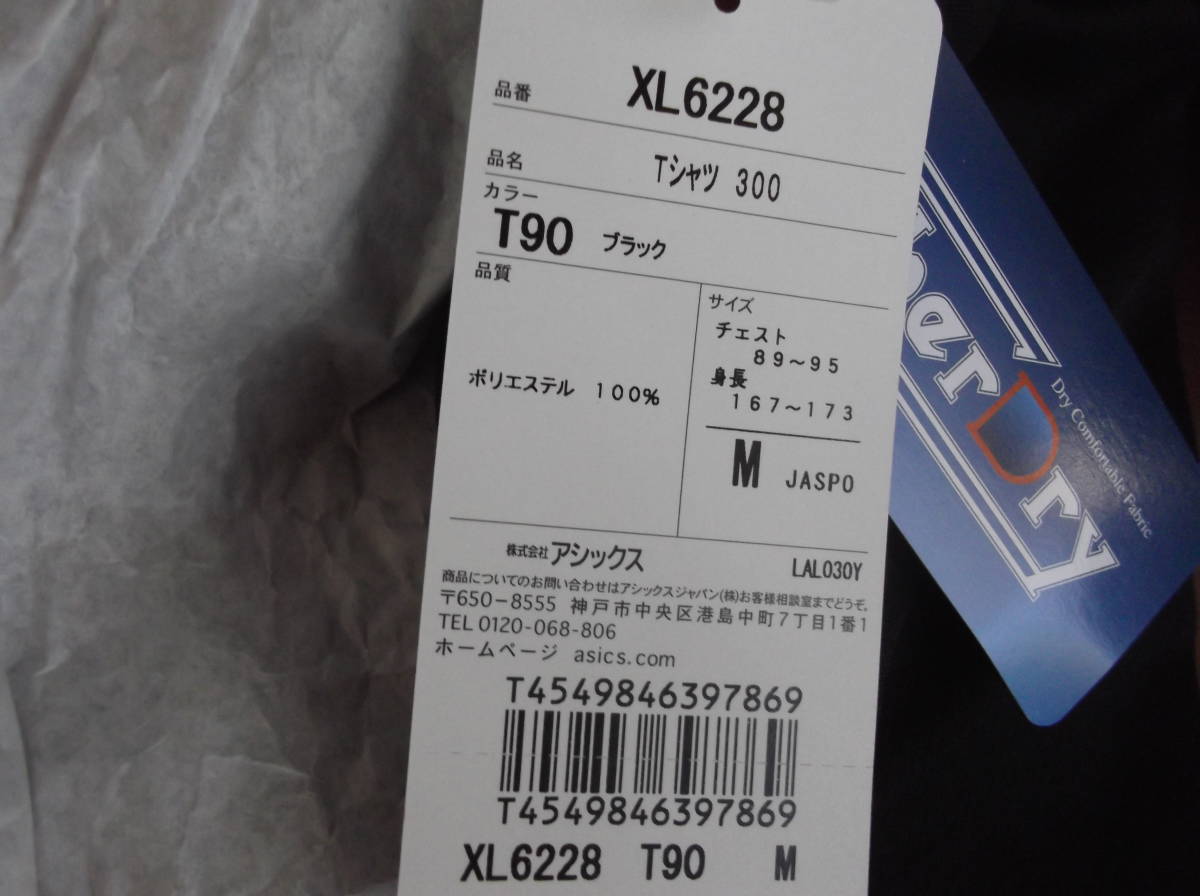 品番 XL6228
品名 Tシャツ 300
カラー
T90 ブラック
品質
ポリエステル 100%
サイズ
チェスト
89～95
身長
167～173
M JASPO
株式会社アシックス LAL030Y
商品についてのお問い合わせはアシックスジャパン(株)お客様相談室までどうぞ。
〒650-8555 神戸市中央区港島中町7丁目1番1
TEL 0120-068-806
ホームページ asics.com
T4549846397869
T4549846397869
XL6228 T90 M
Dry
Dry Comfortable Fabric